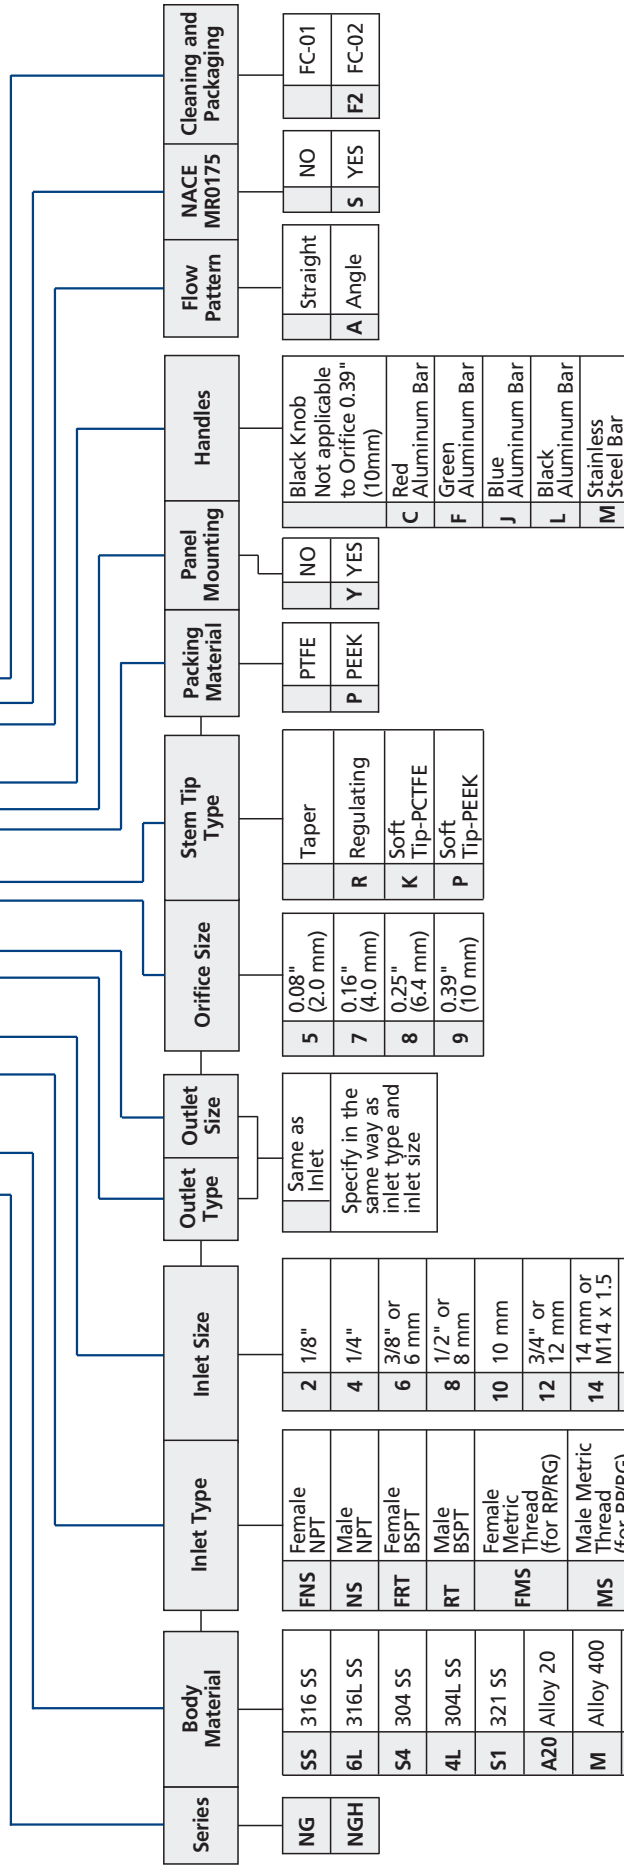 Series
NG
NGH
Body
Material
SS 316 SS
6L 316L SS
S4 304 SS
4L 304L SS
S1 321 SS
A20 Alloy 20
M Alloy 400
Inlet Type
FNS Female
NPT
NS Male
NPT
FRT Female
BSPT
RT Male
BSPT
FMS Female
Metric
Thread
(for RP/RG)
MS Male Metric
Thread
(for RP/RG)
Inlet Size
2 1/8"
4 1/4"
6 3/8" or
6 mm
8 1/2" or
8 mm
10 10 mm
12 3/4" or
12 mm
14 14 mm or
M14 x 1.5
Outlet
Type
Outlet
Size
Same as
Inlet
Specify in the
same way as
inlet type and
inlet size
Orifice Size
5 0.08"
(2.0 mm)
7 0.16"
(4.0 mm)
8 0.25"
(6.4 mm)
9 0.39"
(10 mm)
Stem Tip
Type
Taper
R Regulating
K Soft
Tip-PCTFE
P Soft
Tip-PEEK
Packing
Material
PTFE
P PEEK
Panel
Mounting
NO
Y YES
Handles
Black Knob
Not applicable
to Orifice 0.39"
(10mm)
C Red
Aluminum Bar
F Green
Aluminum Bar
J Blue
Aluminum Bar
L Black
Aluminum Bar
M Stainless
Steel Bar
Flow
Pattern
Straight
A Angle
NACE
MR0175
NO
S YES
Cleaning and
Packaging
FC-01
F2 FC-02